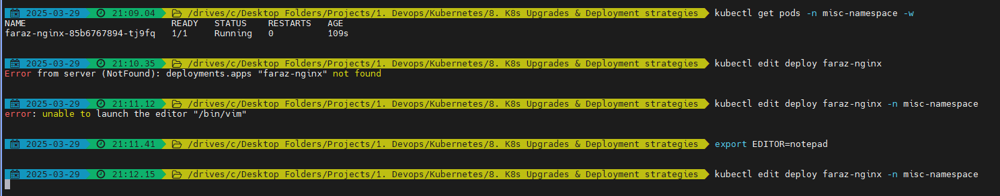 2025-03-29 21:09.04 /drives/c/Desktop Folders/Projects/1. Devops/Kubernetes/8. K8s Upgrades & Deployment strategies kubectl get pods -n misc-namespace -w
NAME READY STATUS RESTARTS AGE
faraz-nginx-85b6767894-tj9fq 1/1 Running 0 109s
2025-03-29 21:10.35 /drives/c/Desktop Folders/Projects/1. Devops/Kubernetes/8. K8s Upgrades & Deployment strategies kubectl edit deploy faraz-nginx
Error from server (NotFound): deployments.apps "faraz-nginx" not found
2025-03-29 21:11.12 /drives/c/Desktop Folders/Projects/1. Devops/Kubernetes/8. K8s Upgrades & Deployment strategies kubectl edit deploy faraz-nginx -n misc-namespace
error: unable to launch the editor "/bin/vim"
2025-03-29 21:11.41 /drives/c/Desktop Folders/Projects/1. Devops/Kubernetes/8. K8s Upgrades & Deployment strategies export EDITOR=notepad
2025-03-29 21:12.15 /drives/c/Desktop Folders/Projects/1. Devops/Kubernetes/8. K8s Upgrades & Deployment strategies kubectl edit deploy faraz-nginx -n misc-namespace